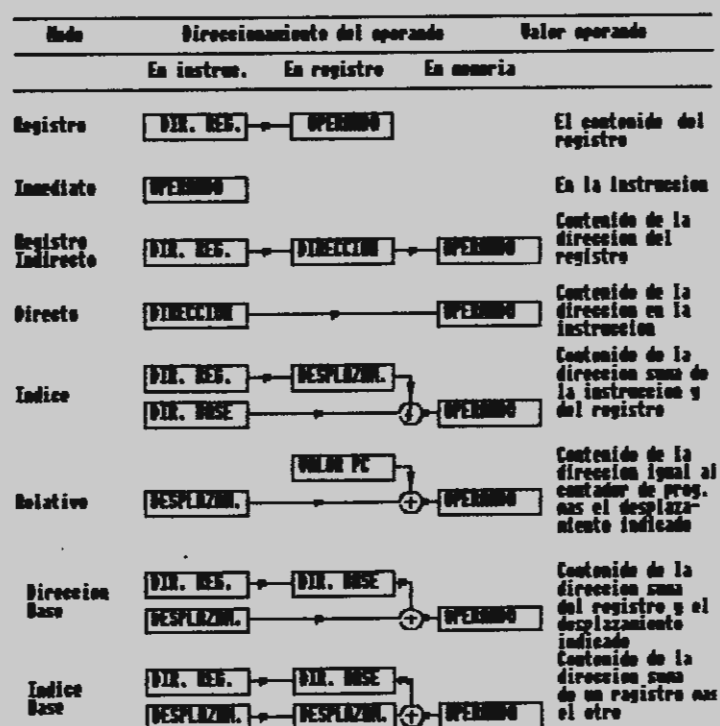 Modo Direccionamiento del operando Valor operando
En instruc. En registro En memoria
Registro DIR. REG. OPERANDO El contenido del
registro
Inmediato OPERANDO En la instruccion
Registro
Indirecto DIR. REG. DIRECCION OPERANDO Contenido de la
direccion del
registro
Directo DIRECCION OPERANDO Contenido de la
direccion en la
instruccion
Indice DIR. REG. DESPLAZAM.
DIR. BASE + OPERANDO Contenido de la
direccion suma de
la instruccion y
del registro
Relativo VALOR PC
DESPLAZAM. + OPERANDO Contenido de la
direccion igual al
contador de prog.
mas el desplaza-
miento indicado
Direccion
Base DIR. REG. DIR. BASE
DESPLAZAM. + OPERANDO Contenido de la
direccion suma
del registro y el
desplazamiento
indicado
Indice
Base DIR. REG. DIR. BASE
DESPLAZAM. DESPLAZAM. + OPERANDO Contenido de la
direccion suma
de un ragistro mas
el otro